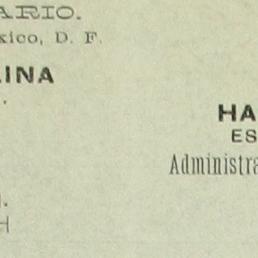 ARIO.
xico, D. F.
LINA
HA
ES
Administra
H